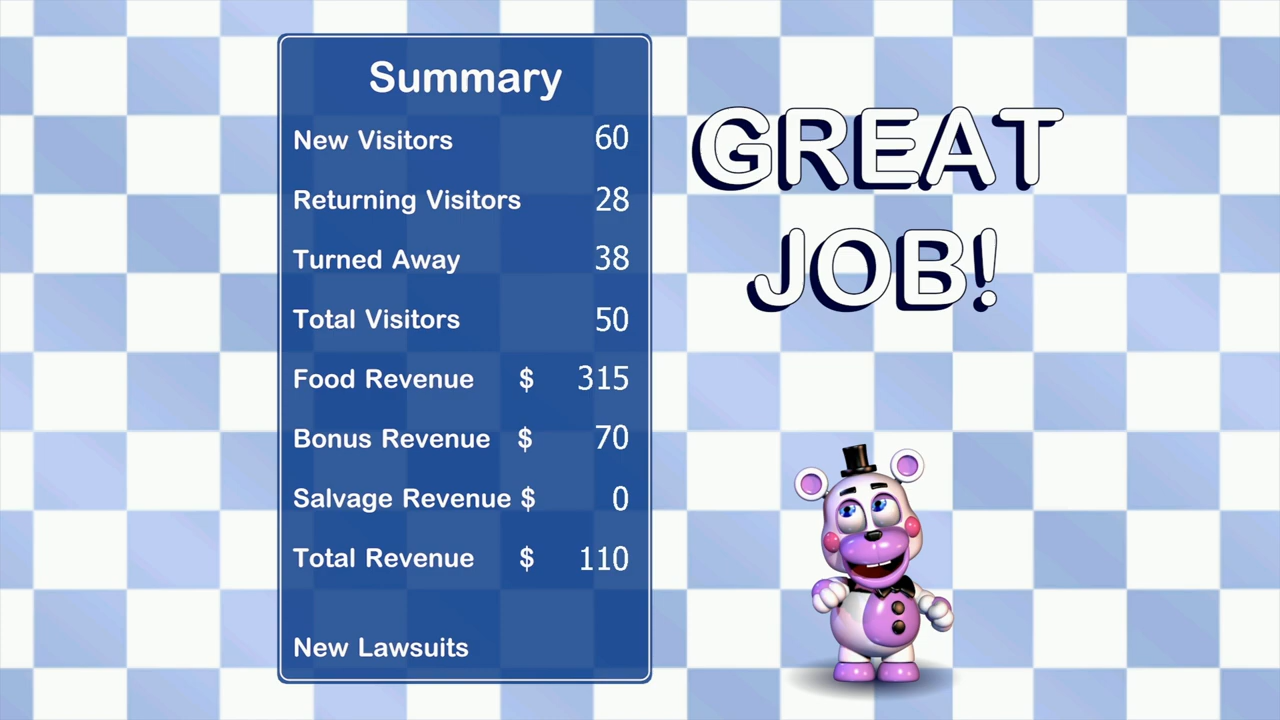 Summary
New Visitors 60
Returning Visitors 28
Turned Away 38
Total Visitors 50
Food Revenue $ 315
Bonus Revenue $ 70
Salvage Revenue $ 0
Total Revenue $ 110
New Lawsuits
GREAT
JOB!